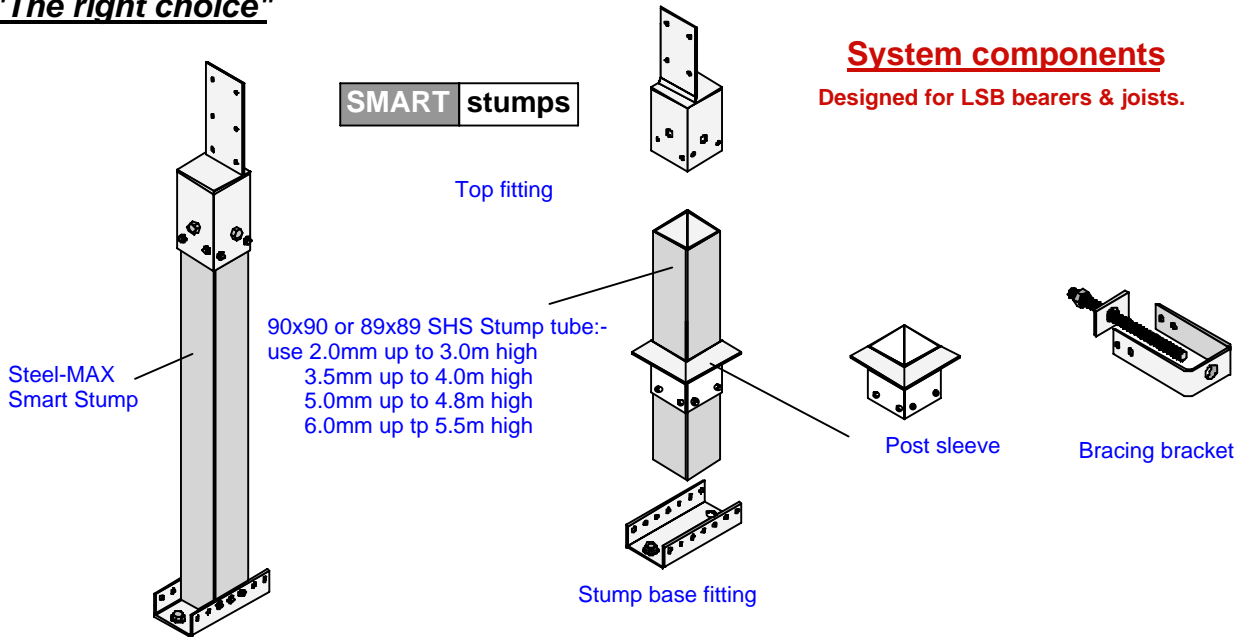 "The right choice"
System components
Designed for LSB bearers & joists.
SMART stumps
Top fitting
90x90 or 89x89 SHS Stump tube:-
use 2.0mm up to 3.0m high
3.5mm up to 4.0m high
5.0mm up to 4.8m high
6.0mm up tp 5.5m high
Steel-MAX
Smart Stump
Post sleeve
Bracing bracket
Stump base fitting